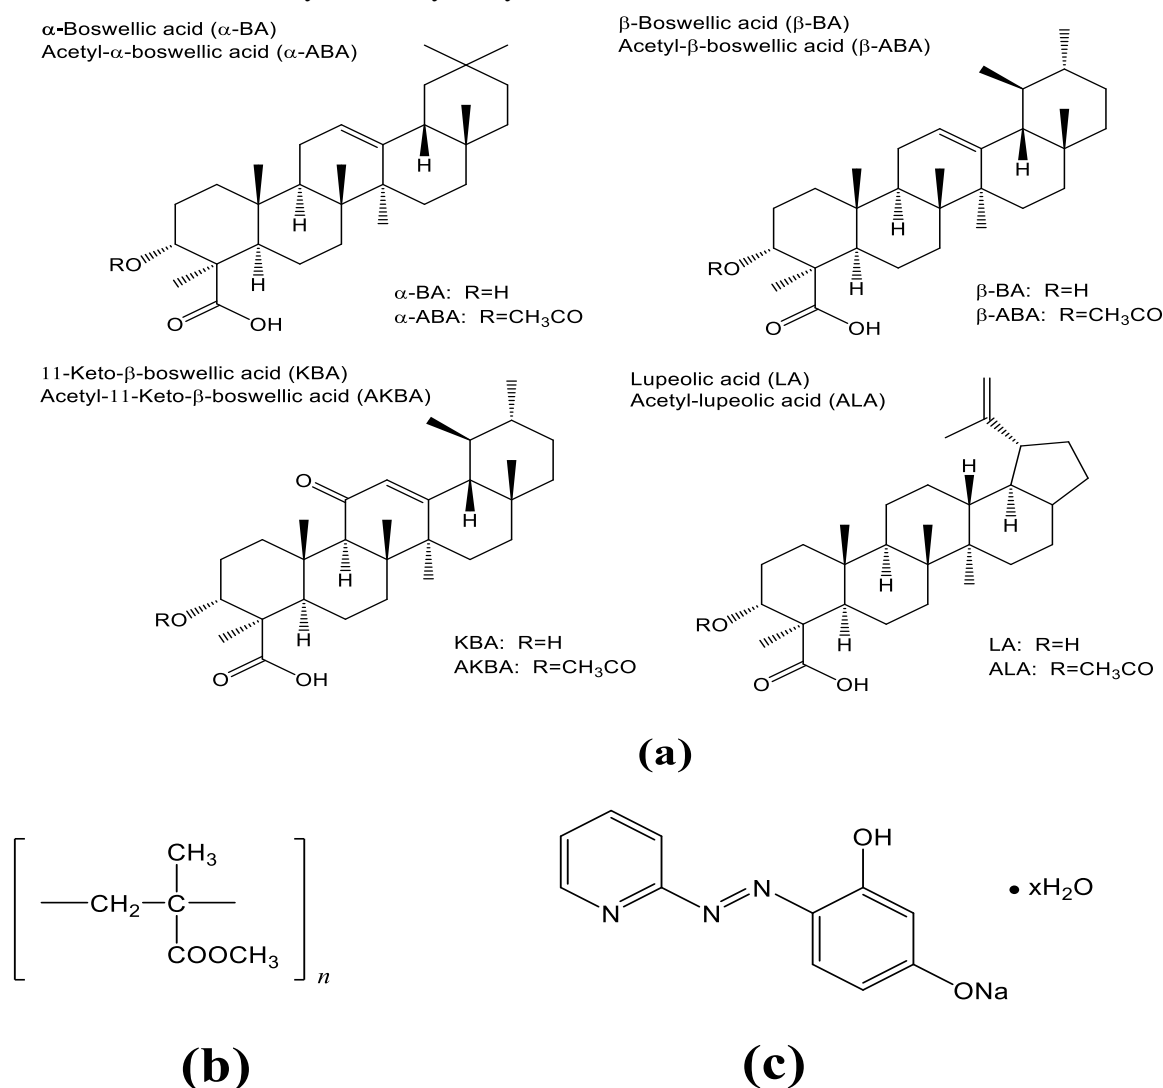 α-Boswellic acid (α-BA)
Acetyl-α-boswellic acid (α-ABA)
H
H
H
RO
O
OH
α-BA: R=H
α-ABA: R=CH₃CO
β-Boswellic acid (β-BA)
Acetyl-β-boswellic acid (β-ABA)
H
H
H
RO
O
OH
β-BA: R=H
β-ABA: R=CH₃CO
11-Keto-β-boswellic acid (KBA)
Acetyl-11-Keto-β-boswellic acid (AKBA)
O
H
H
H
RO
O
OH
KBA: R=H
AKBA: R=CH₃CO
Lupeolic acid (LA)
Acetyl-lupeolic acid (ALA)
H
H
H
H
RO
O
OH
LA: R=H
ALA: R=CH₃CO
(a)
CH₃
CH₂
C
COOCH₃
n
(b)
OH
N
N
N
• xH₂O
ONa
(c)